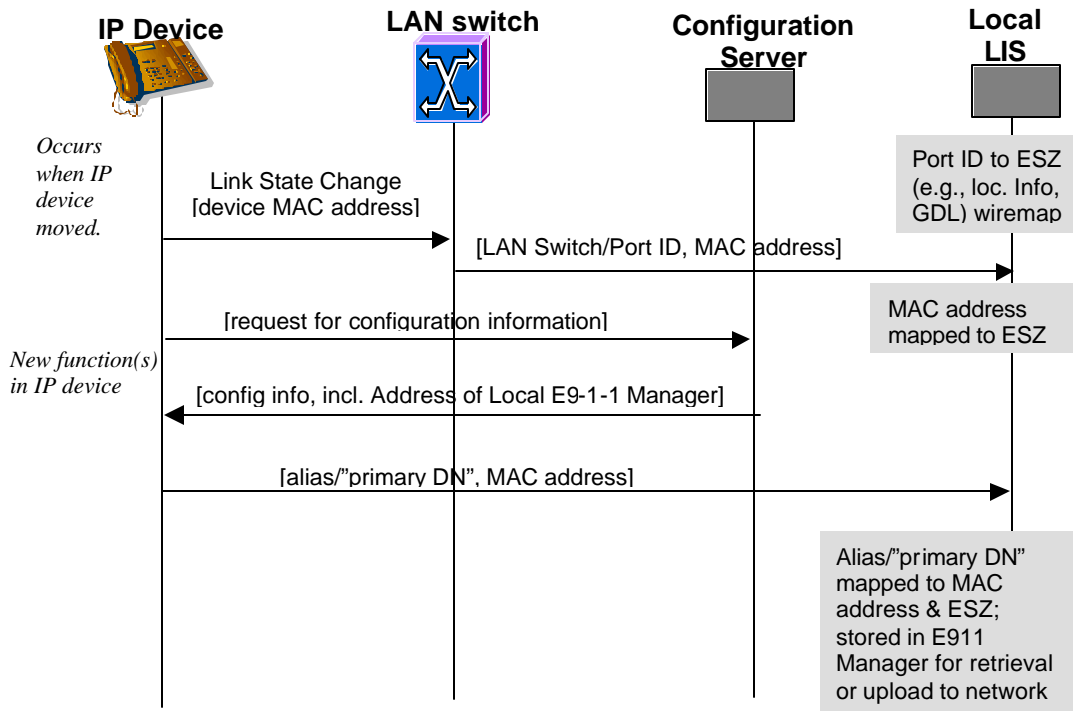 IP Device
LAN switch
Configuration
Server
Local
LIS
Occurs
when IP
device
moved.
Link State Change
[device MAC address]
Port ID to ESZ
(e.g., loc. Info,
GDL) wiremap
[LAN Switch/Port ID, MAC address]
MAC address
mapped to ESZ
[request for configuration information]
New function(s)
in IP device
[config info, incl. Address of Local E9-1-1 Manager]
[alias/”primary DN”, MAC address]
Alias/”primary DN”
mapped to MAC
address & ESZ;
stored in E911
Manager for retrieval
or upload to network